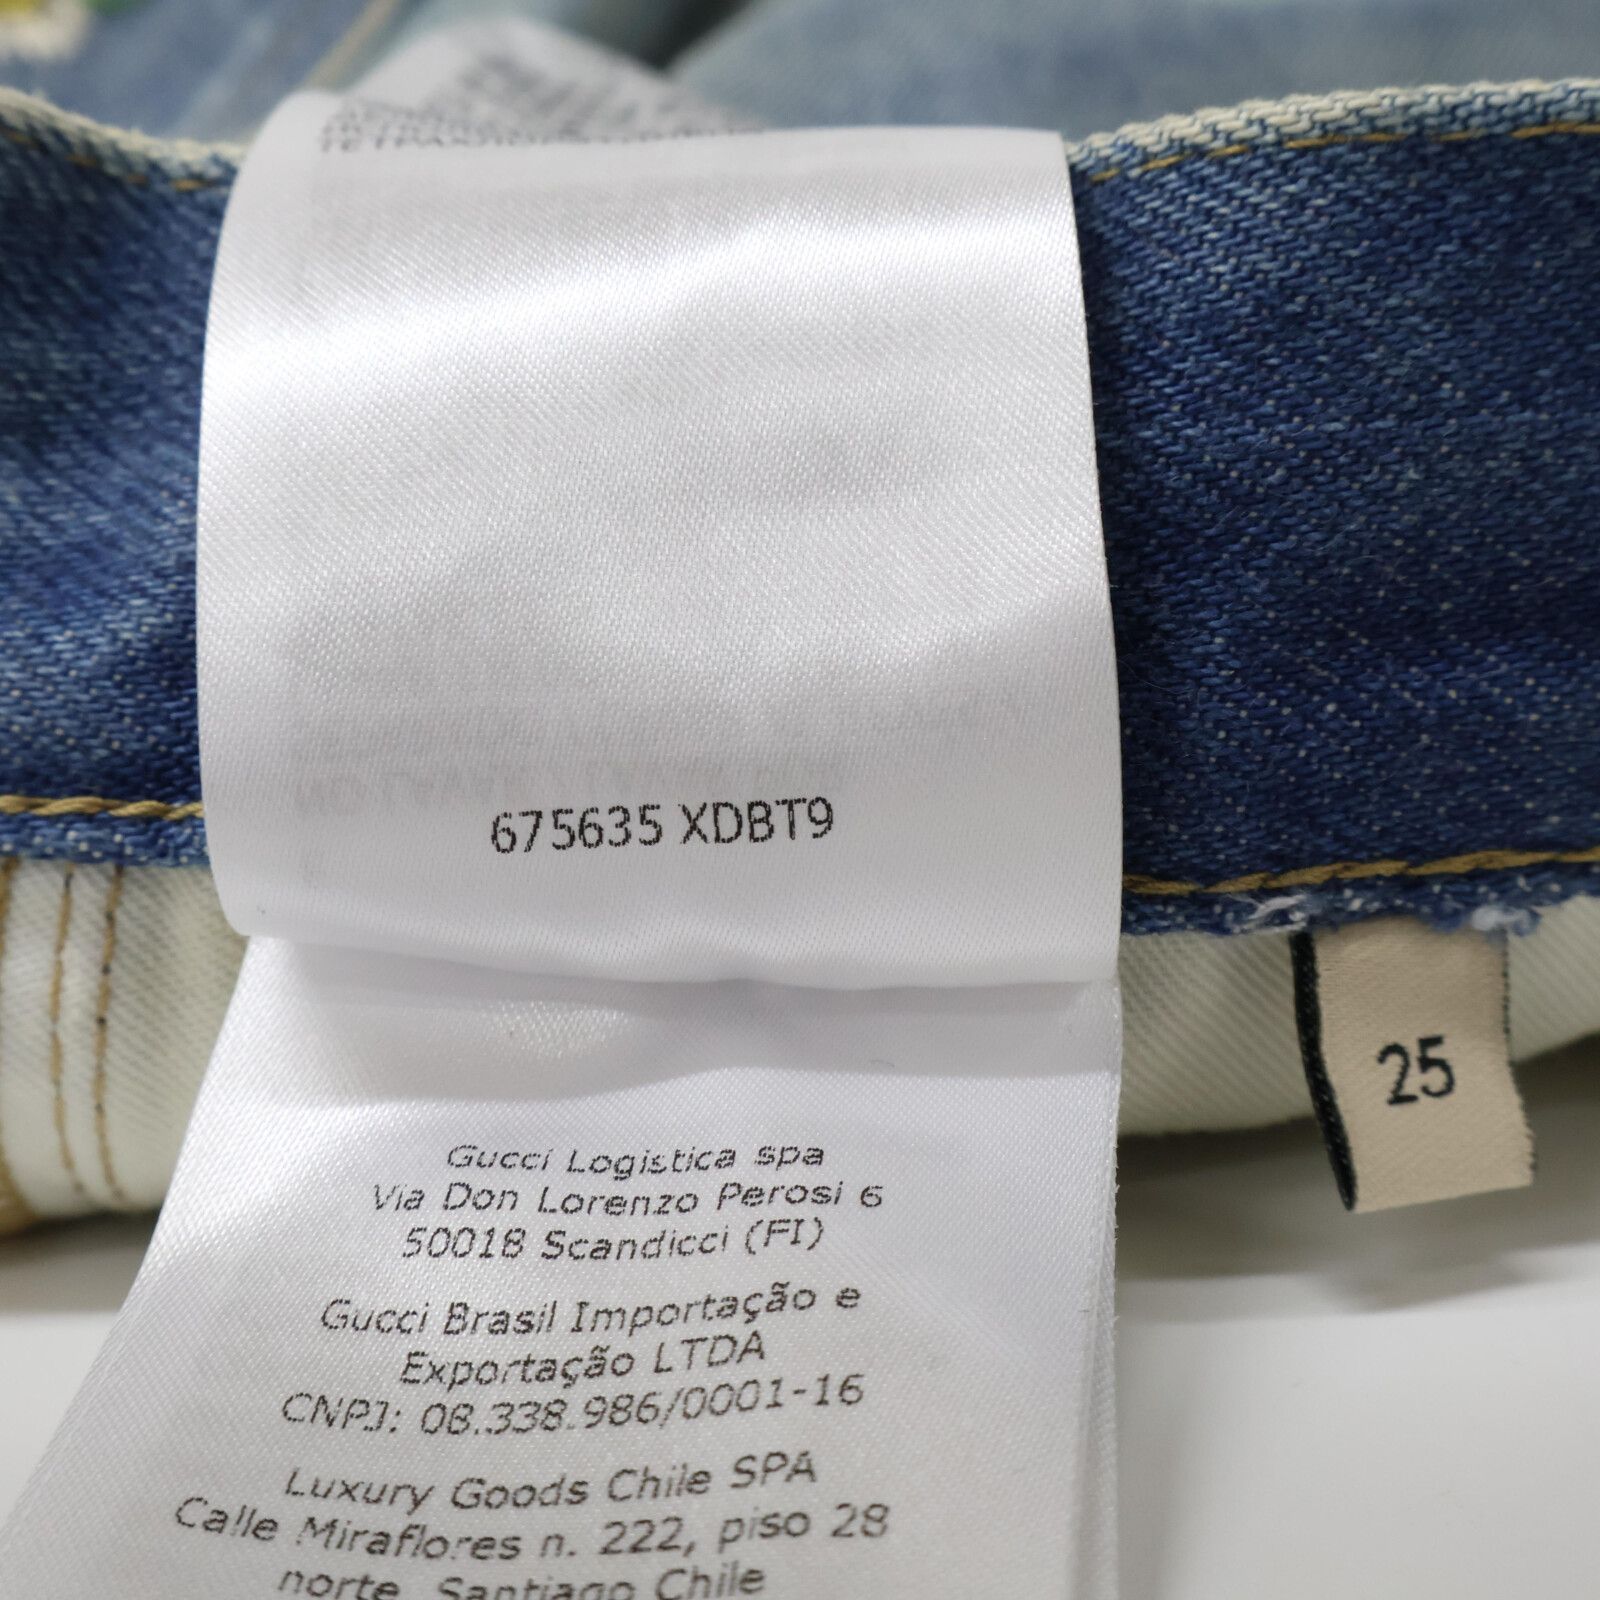 675635 XDBT9
25
Gucci Logistica spa
Via Don Lorenzo Perosi 6
50018 Scandicci (FI)
Gucci Brasil Importação e
Exportação LTDA
CNPJ: 08.338.986/0001-16
Luxury Goods Chile SPA
Calle Miraflores n. 222, piso 28
norte, Santiago Chile